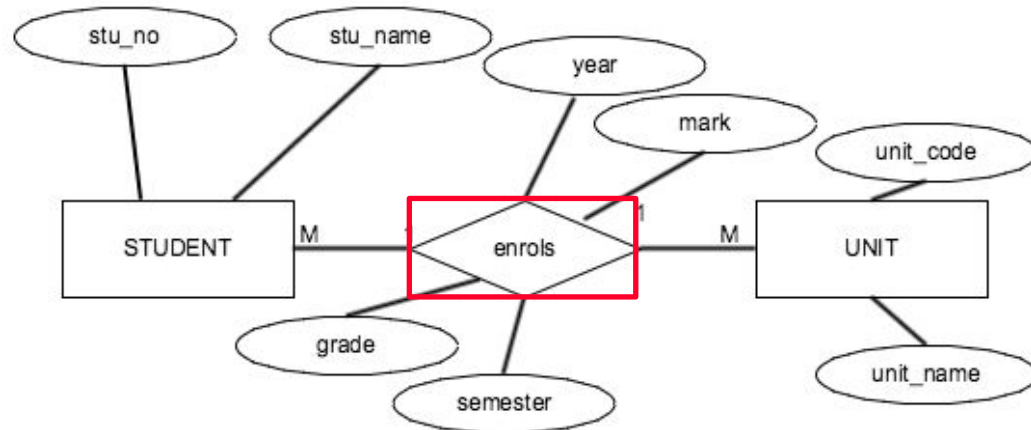 stu_no
stu_name
year
mark
unit_code
STUDENT
M
1
enrols
1
M
UNIT
grade
semester
unit_name